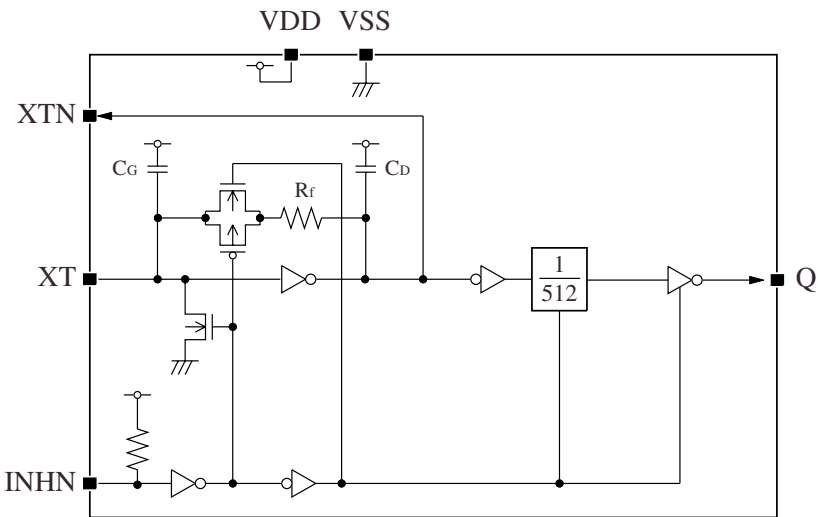 VDD VSS
XTN
CG
CD
Rf
XT
1
512
Q
INHN